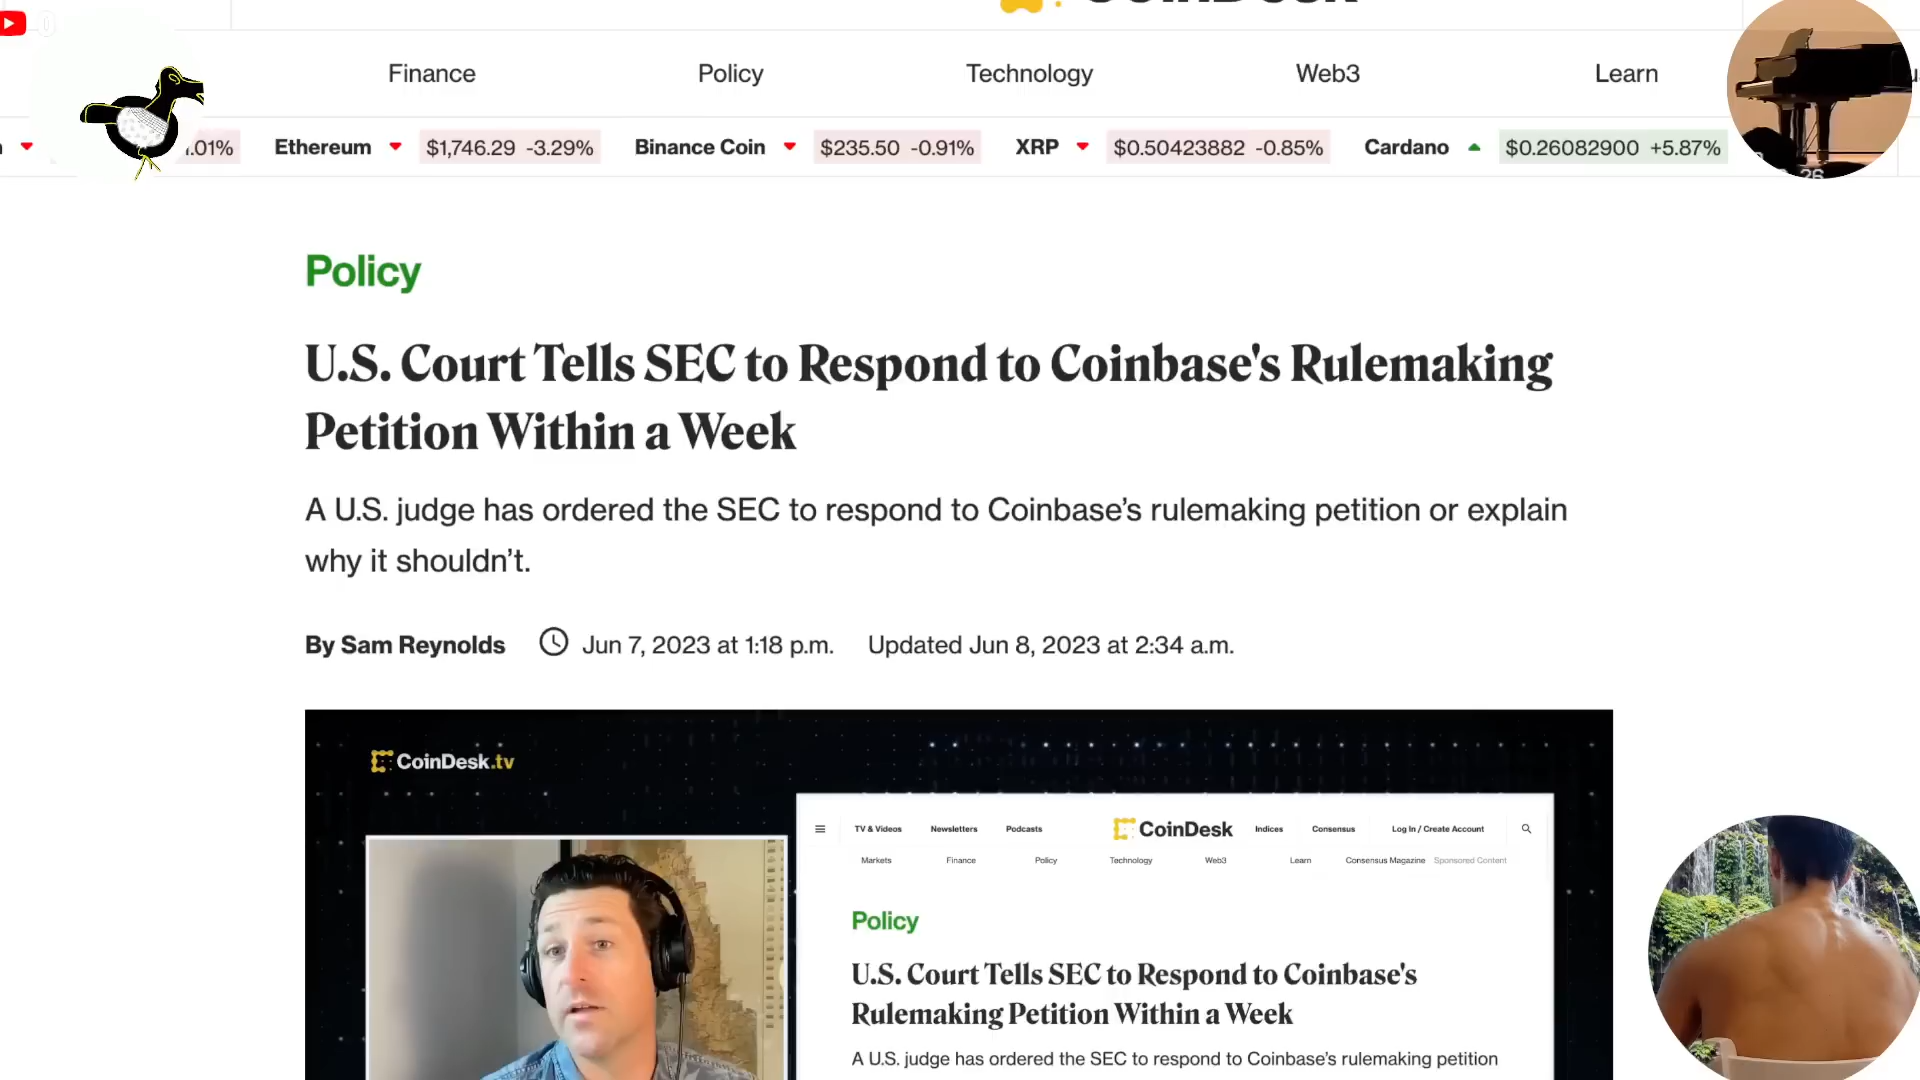 CoinDesk
Finance
Policy
Technology
Web3
Learn
.01%
Ethereum $1,746.29 -3.29%
Binance Coin $235.50 -0.91%
XRP $0.50423882 -0.85%
Cardano $0.26082900 +5.87%
26
Policy
U.S. Court Tells SEC to Respond to Coinbase's Rulemaking
Petition Within a Week
A U.S. judge has ordered the SEC to respond to Coinbase’s rulemaking petition or explain
why it shouldn’t.
By Sam Reynolds Jun 7, 2023 at 1:18 p.m. Updated Jun 8, 2023 at 2:34 a.m.
CoinDesk.tv
TV & Videos Newsletters Podcasts CoinDesk Indices Consensus Log In / Create Account
Markets Finance Policy Technology Web3 Learn Consensus Magazine Sponsored Content
Policy
U.S. Court Tells SEC to Respond to Coinbase's
Rulemaking Petition Within a Week
A U.S. judge has ordered the SEC to respond to Coinbase’s rulemaking petition